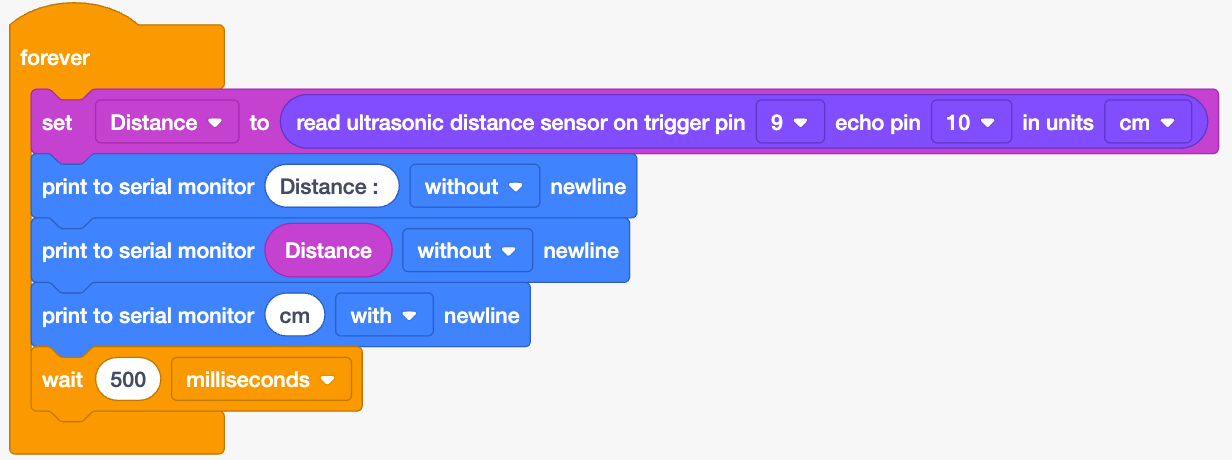 forever
set Distance to read ultrasonic distance sensor on trigger pin 9 echo pin 10 in units cm
print to serial monitor Distance : without newline
print to serial monitor Distance without newline
print to serial monitor cm with newline
wait 500 milliseconds